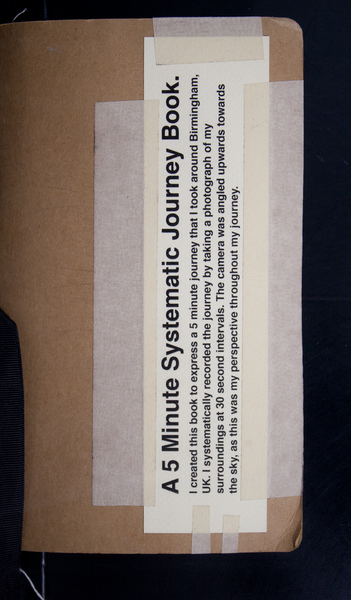 A 5 Minute Systematic Journey Book.
I created this book to express a 5 minute journey that I took around Birmingham,
UK. I systematically recorded the journey by taking a photograph of my
surroundings at 30 second intervals. The camera was angled upwards towards
the sky, as this was my perspective throughout my journey.